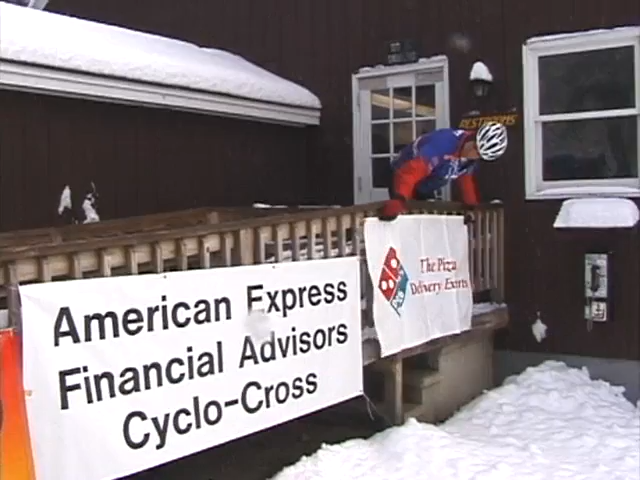 RESTROOMS
The Pizza
Delivery Experts
American Express
Financial Advisors
Cyclo-Cross